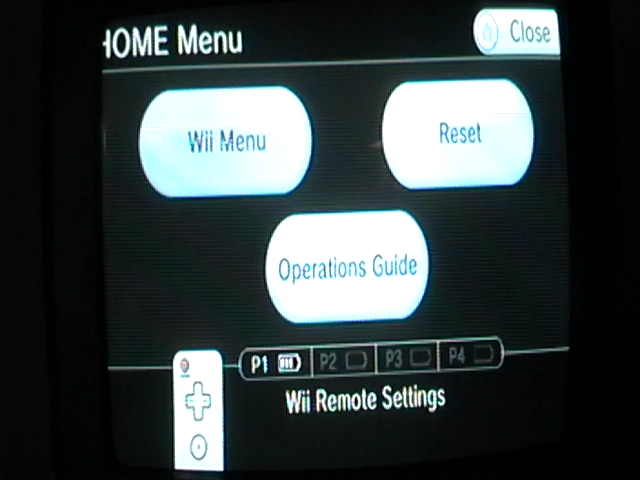 HOME Menu
Close
Wii Menu
Reset
Operations Guide
P1 P2 P3 P4
Wii Remote Settings